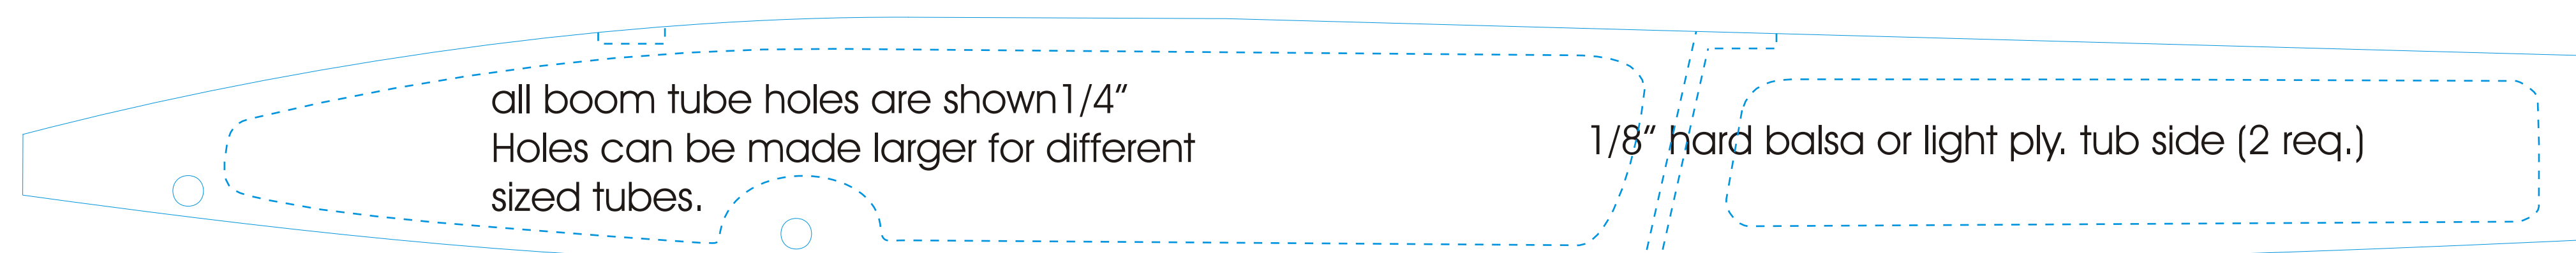 all boom tube holes are shown1/4"
Holes can be made larger for different
sized tubes.
1/8" hard balsa or light ply. tub side (2 req.)